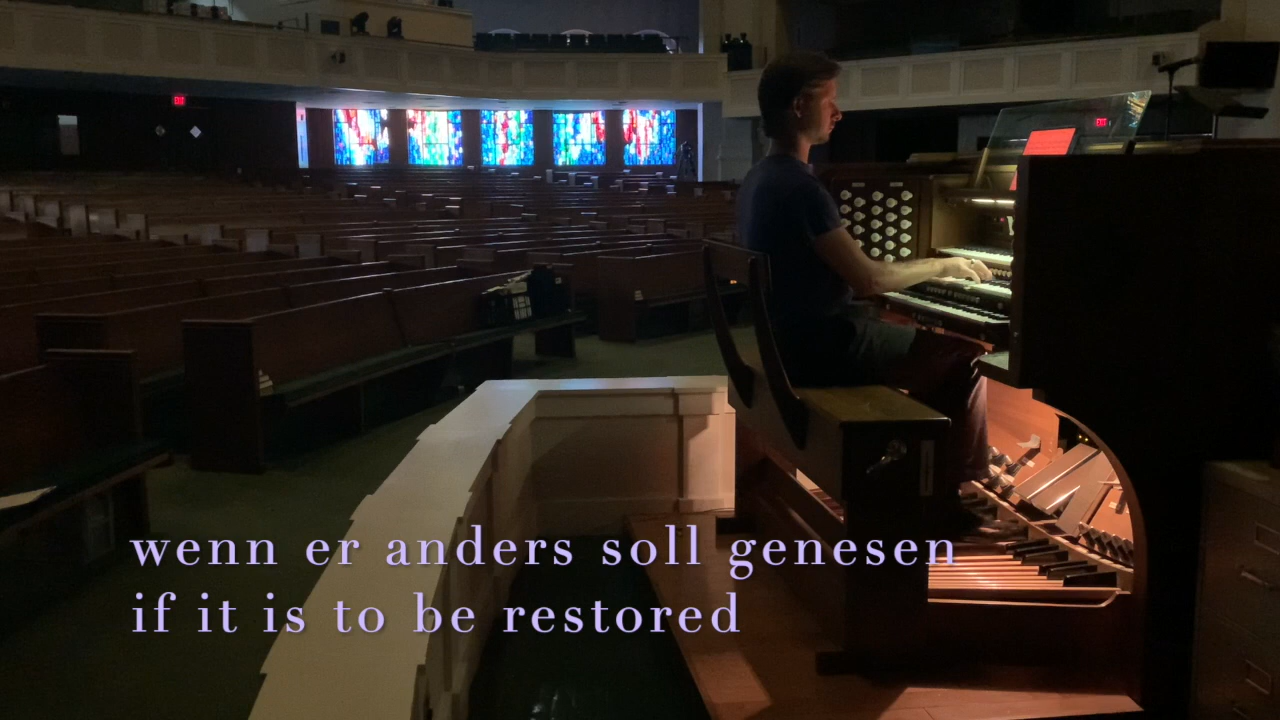 wenn er anders soll genesen
if it is to be restored